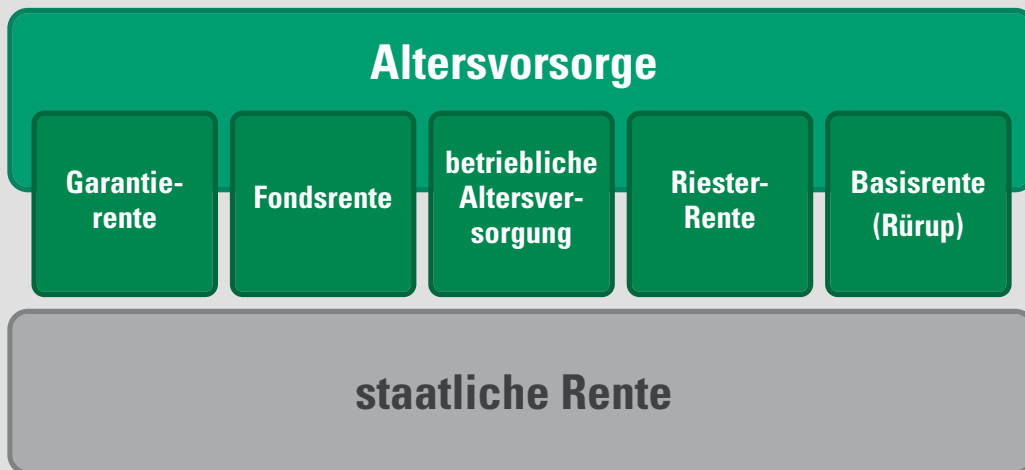 Altersvorsorge
Garantie-
rente
Fondsrente
betriebliche
Altersver-
sorgung
Riester-
Rente
Basisrente
(Rürup)
staatliche Rente